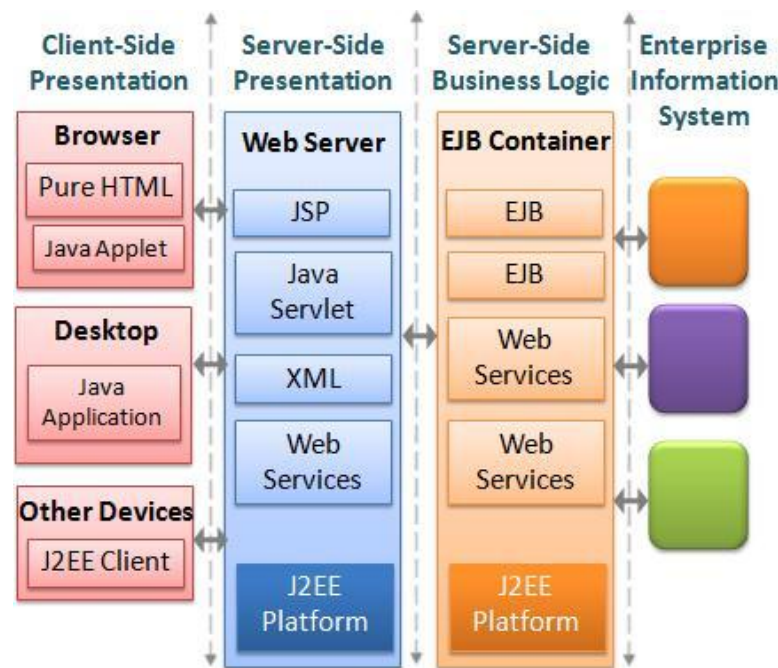 Client-Side
Presentation
Server-Side
Presentation
Server-Side
Business Logic
Enterprise
Information
System
Browser
Pure HTML
Java Applet
Desktop
Java
Application
Other Devices
J2EE Client
Web Server
JSP
Java
Servlet
XML
Web
Services
J2EE
Platform
EJB Container
EJB
EJB
Web
Services
Web
Services
J2EE
Platform